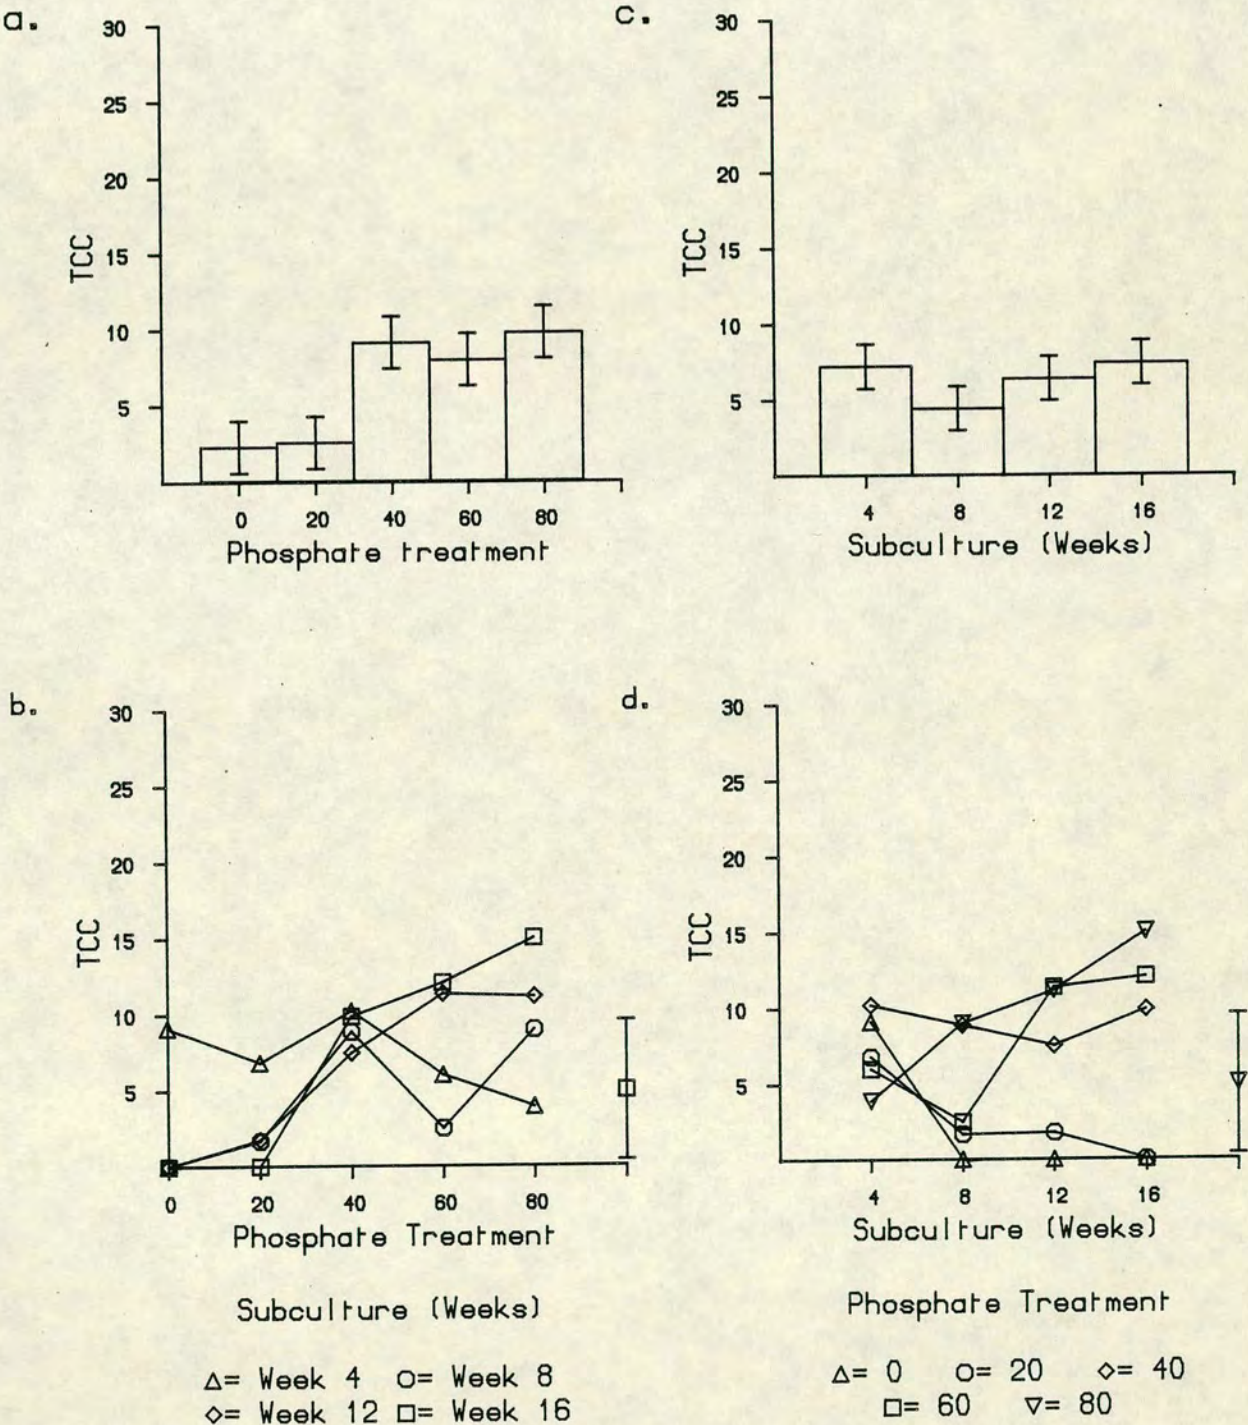 a.
30
25
20
15
10
5
TCC
0 20 40 60 80
Phosphate treatment
c.
30
25
20
15
10
5
TCC
4 8 12 16
Subculture (Weeks)
b.
30
25
20
15
10
5
TCC
0 20 40 60 80
Phosphate Treatment
Subculture (Weeks)
△= Week 4 ○= Week 8
◇= Week 12 □= Week 16
d.
30
25
20
15
10
5
TCC
4 8 12 16
Subculture (Weeks)
Phosphate Treatment
△= 0 ○= 20 ◇= 40
□= 60 ▽= 80